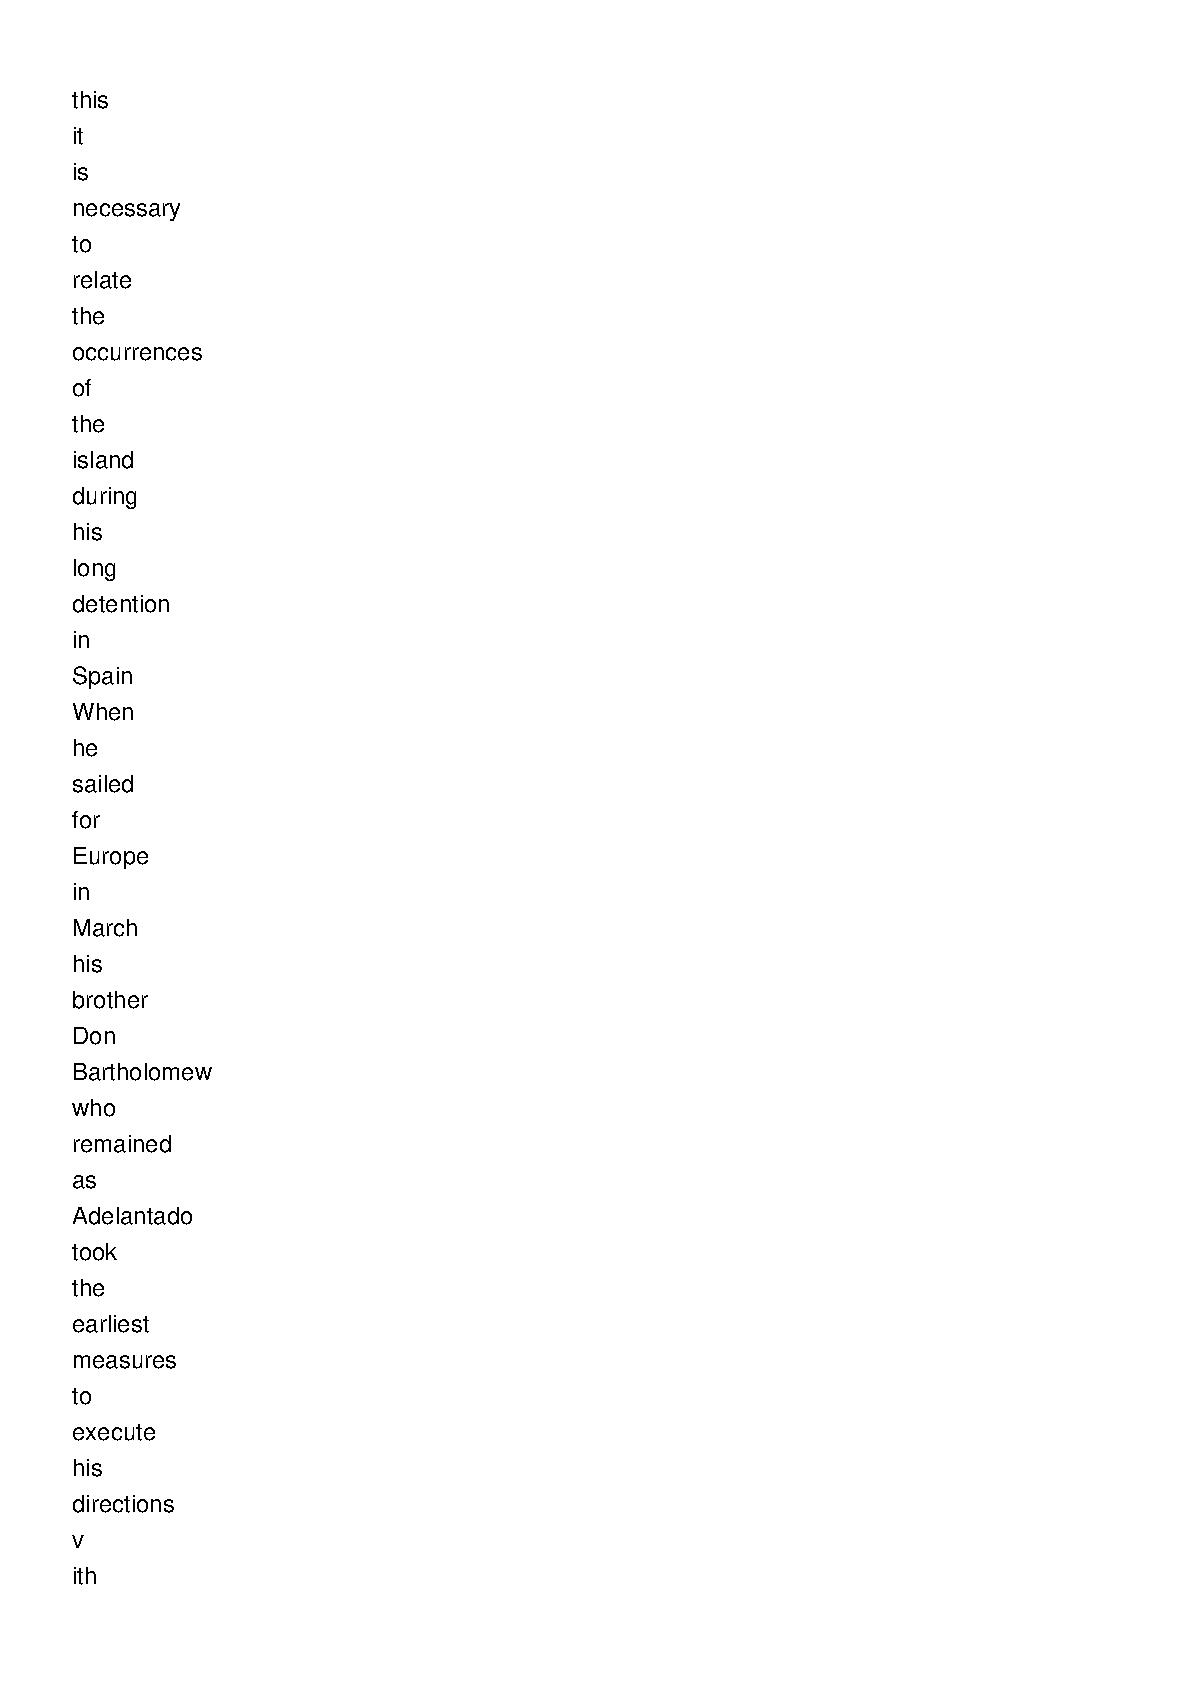 this
it
is
necessary
to
relate
the
occurrences
of
the
island
during
his
long
detention
in
Spain
When
he
sailed
for
Europe
in
March
his
brother
Don
Bartholomew
who
remained
as
Adelantado
took
the
earliest
measures
to
execute
his
directions
v
ith